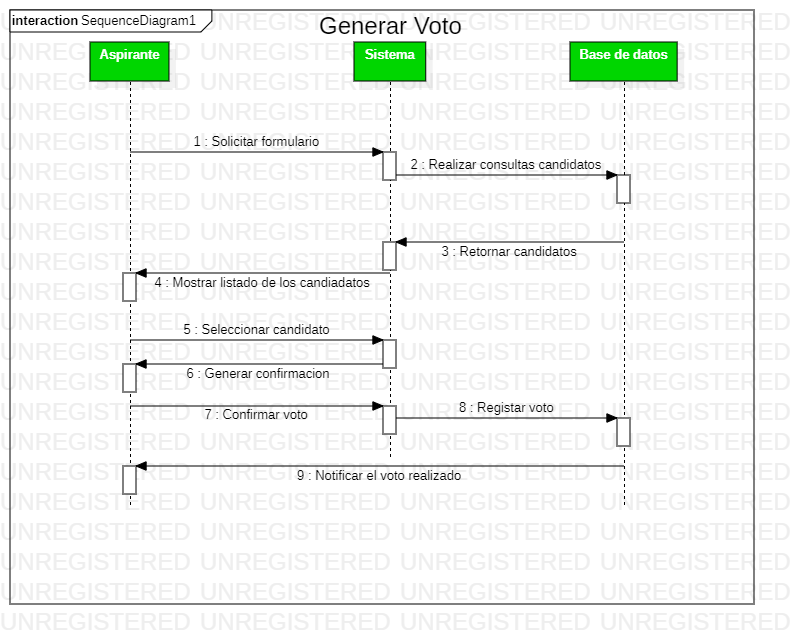 interaction SequenceDiagram1
Generar Voto
Aspirante
Sistema
Base de datos
1 : Solicitar formulario
2 : Realizar consultas candidatos
3 : Retornar candidatos
4 : Mostrar listado de los candiadatos
5 : Seleccionar candidato
6 : Generar confirmacion
7 : Confirmar voto
8 : Registar voto
9 : Notificar el voto realizado
UNREGISTERED UNREGISTERED UNREGISTERED UNREGISTERED